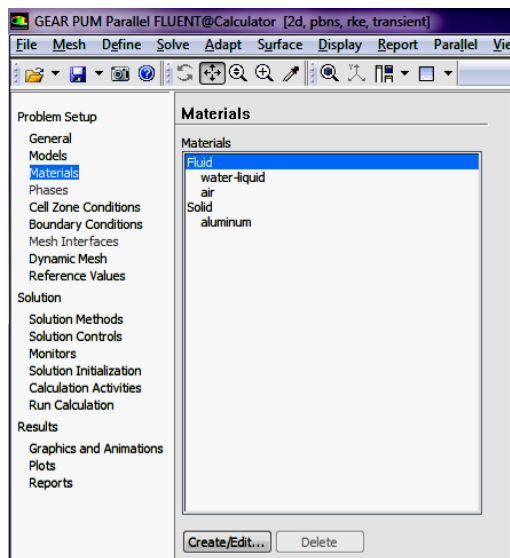 GEAR PUM Parallel FLUENT@Calculator [2d, pbns, rke, transient]
File Mesh Define Solve Adapt Surface Display Report Parallel
Problem Setup
General
Models
Materials
Phases
Cell Zone Conditions
Boundary Conditions
Mesh Interfaces
Dynamic Mesh
Reference Values
Solution
Solution Methods
Solution Controls
Monitors
Solution Initialization
Calculation Activities
Run Calculation
Results
Graphics and Animations
Plots
Reports
Materials
Materials
Fluid
water-liquid
air
Solid
aluminum
Create/Edit... Delete